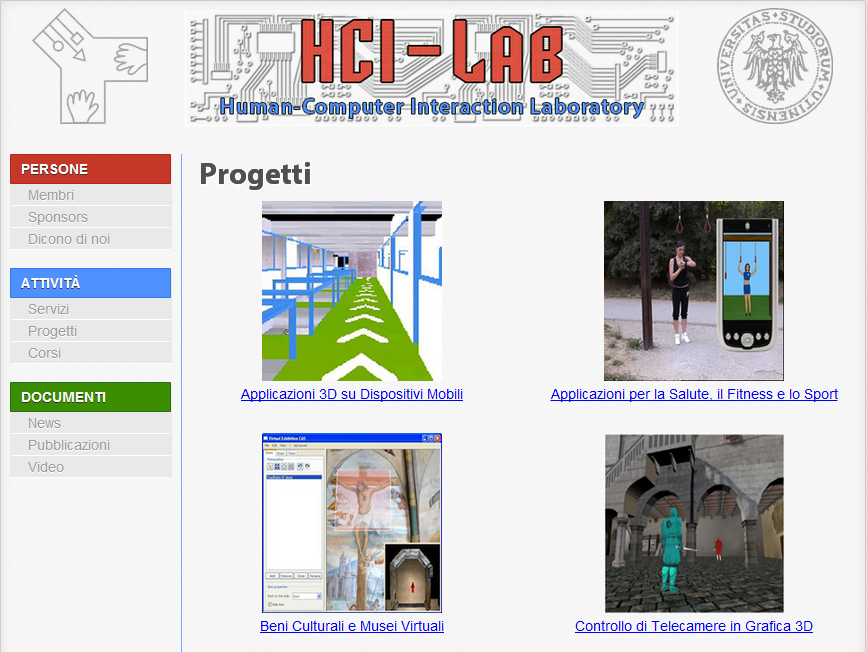 HCI-LAB
Human-Computer Interaction Laboratory
UNIVERSITAS STUDIORUM UTINENSIS
PERSONE
Membri
Sponsors
Dicono di noi
ATTIVITÀ
Servizi
Progetti
Corsi
DOCUMENTI
News
Pubblicazioni
Video
Progetti
Applicazioni 3D su Dispositivi Mobili
Applicazioni per la Salute, il Fitness e lo Sport
Beni Culturali e Musei Virtuali
Controllo di Telecamere in Grafica 3D